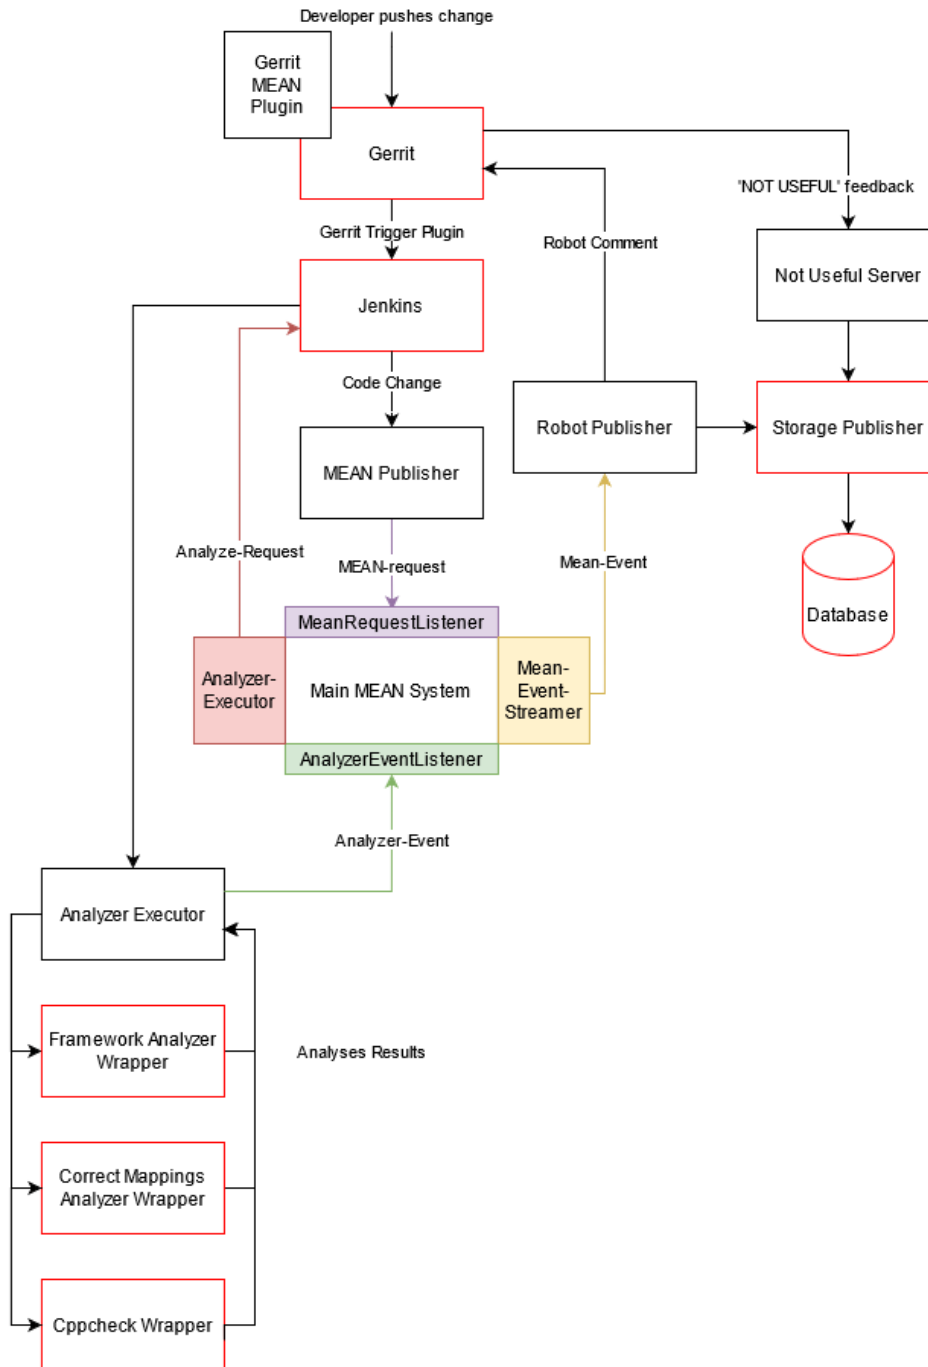 Developer pushes change
Gerrit
MEAN
Plugin
Gerrit
'NOT USEFUL' feedback
Gerrit Trigger Plugin
Robot Comment
Not Useful Server
Jenkins
Code Change
Robot Publisher
Storage Publisher
MEAN Publisher
Analyze-Request
MEAN-request
Mean-Event
Database
MeanRequestListener
Analyzer-
Executor
Main MEAN System
Mean-
Event-
Streamer
AnalyzerEventListener
Analyzer-Event
Analyzer Executor
Framework Analyzer
Wrapper
Analyses Results
Correct Mappings
Analyzer Wrapper
Cppcheck Wrapper